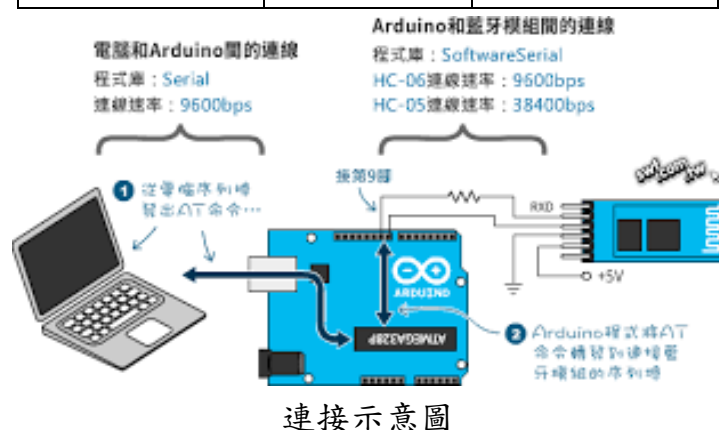 Arduino和藍牙模組間的連線
電腦和Arduino間的連線
程式庫：SoftwareSerial
程式庫：Serial
HC-06連線速率：9600bps
連線速率：9600bps
HC-05連線速率：38400bps
接第9腳
1 從電腦序列埠
發出AT命令…
swf.com.tw
RXD
+5V
ARDUINO
ATMEGA328P
2 Arduino程式將AT
命令轉發到連接藍
牙模組的序列埠
連接示意圖